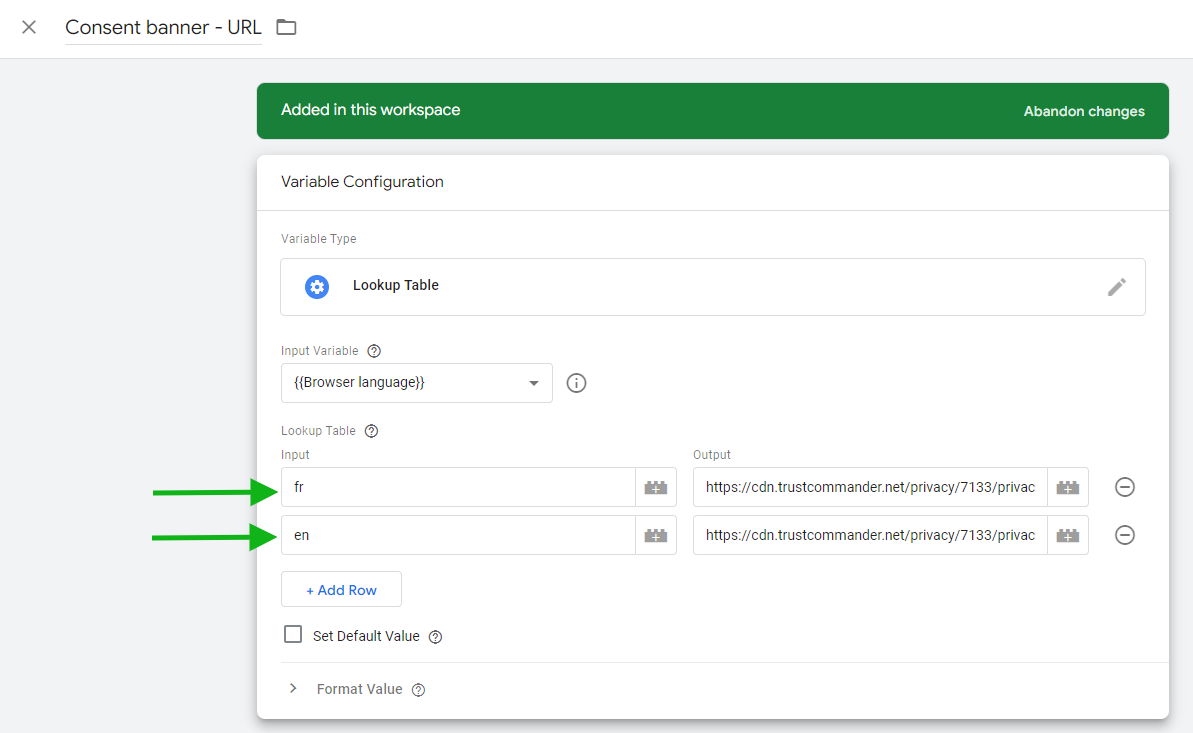 Consent banner - URL
Added in this workspace
Abandon changes
Variable Configuration
Variable Type
Lookup Table
Input Variable
{{Browser language}}
Lookup Table
Input
Output
fr
https://cdn.trustcommander.net/privacy/7133/privac
en
https://cdn.trustcommander.net/privacy/7133/privac
+ Add Row
Set Default Value
Format Value